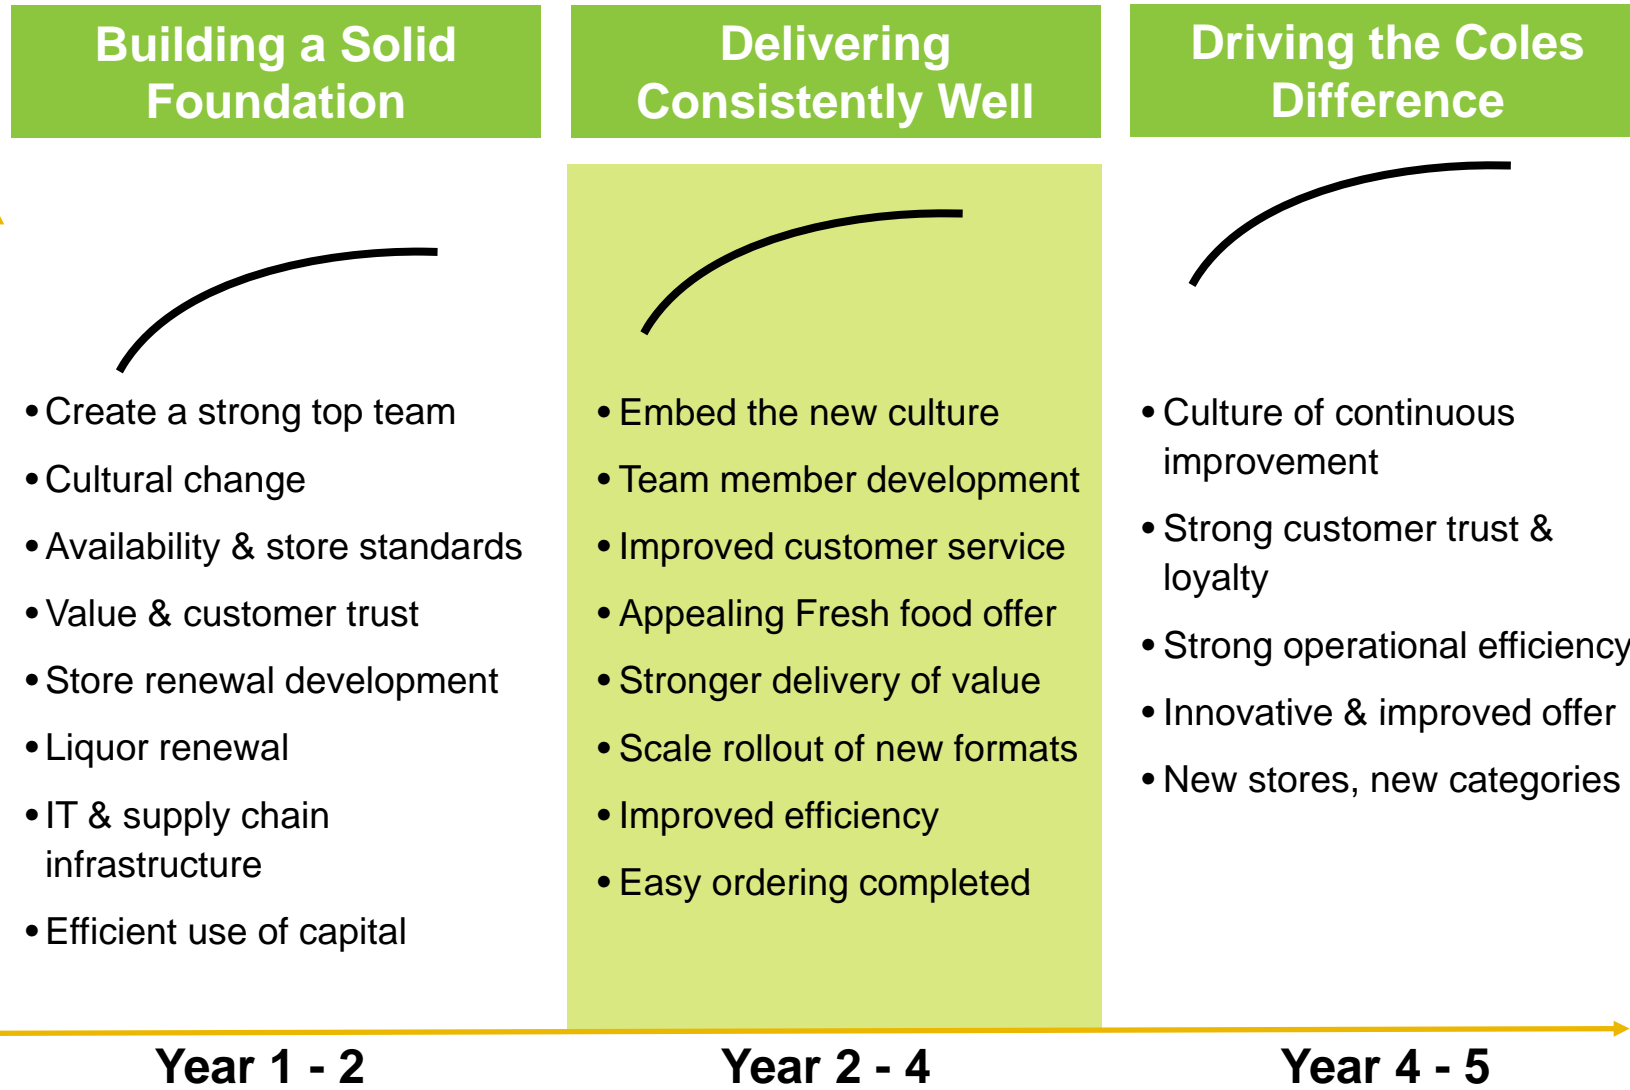 Building a Solid
Foundation
Delivering
Consistently Well
Driving the Coles
Difference
• Create a strong top team
• Cultural change
• Availability & store standards
• Value & customer trust
• Store renewal development
• Liquor renewal
• IT & supply chain
infrastructure
• Efficient use of capital
• Embed the new culture
• Team member development
• Improved customer service
• Appealing Fresh food offer
• Stronger delivery of value
• Scale rollout of new formats
• Improved efficiency
• Easy ordering completed
• Culture of continuous
improvement
• Strong customer trust &
loyalty
• Strong operational efficiency
• Innovative & improved offer
• New stores, new categories
Year 1 - 2
Year 2 - 4
Year 4 - 5